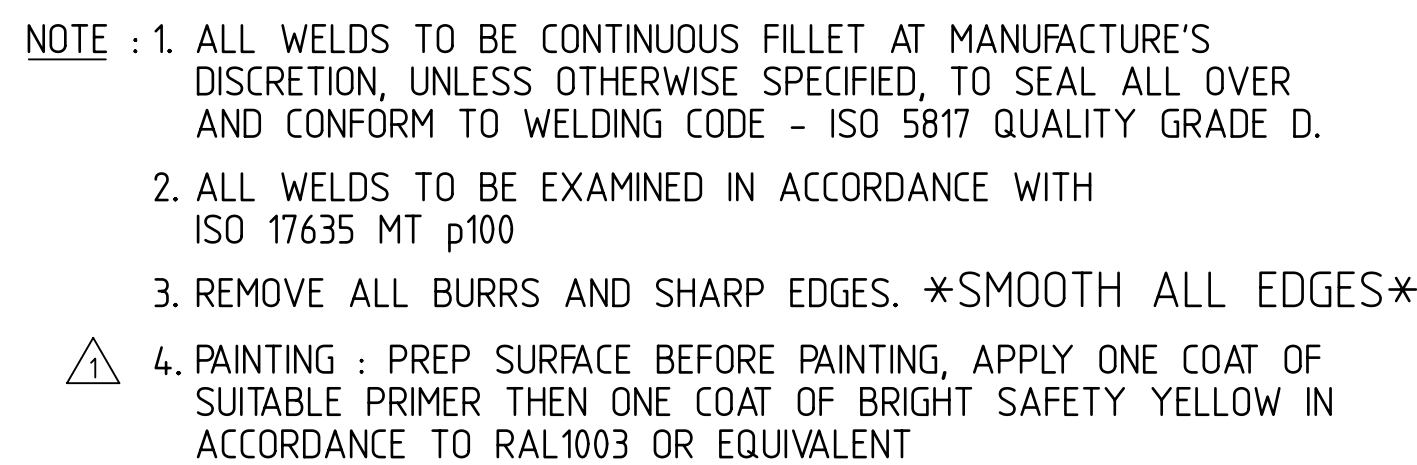 NOTE : 1. ALL WELDS TO BE CONTINUOUS FILLET AT MANUFACTURE'S
DISCRETION, UNLESS OTHERWISE SPECIFIED, TO SEAL ALL OVER
AND CONFORM TO WELDING CODE - ISO 5817 QUALITY GRADE D.
2. ALL WELDS TO BE EXAMINED IN ACCORDANCE WITH
ISO 17635 MT p100
3. REMOVE ALL BURRS AND SHARP EDGES. *SMOOTH ALL EDGES*
1 4. PAINTING : PREP SURFACE BEFORE PAINTING, APPLY ONE COAT OF
SUITABLE PRIMER THEN ONE COAT OF BRIGHT SAFETY YELLOW IN
ACCORDANCE TO RAL1003 OR EQUIVALENT